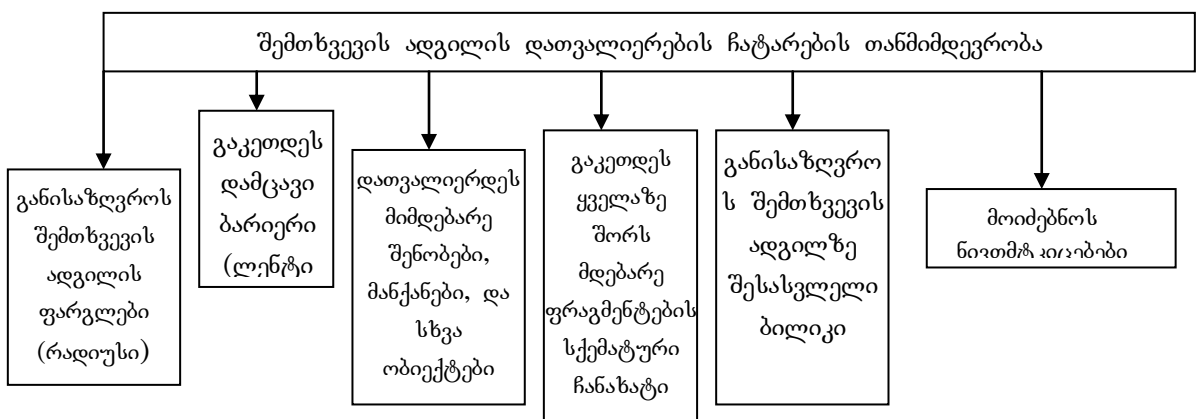 შემთხვევის ადგილის დათვალიერების ჩატარების თანმიმდევრობა
განისაზღვროს
შემთხვევის
ადგილის
ფარგლები
(რადიუსი)
გაკეთდეს
დამცავი
ბარიერი
(ლენტი
დათვალიერდეს
მიმდებარე
შენობები,
მანქანები, და
სხვა
ობიექტები
გაკეთდეს
ყველაზე
შორს
მდებარე
ფრაგმენტების
სქემატური
ჩანახატი
განისაზღვრო
ს შემთხვევის
ადგილზე
შესასვლელი
ბილიკი
მოიძებნოს
ნივთმტკიცებები